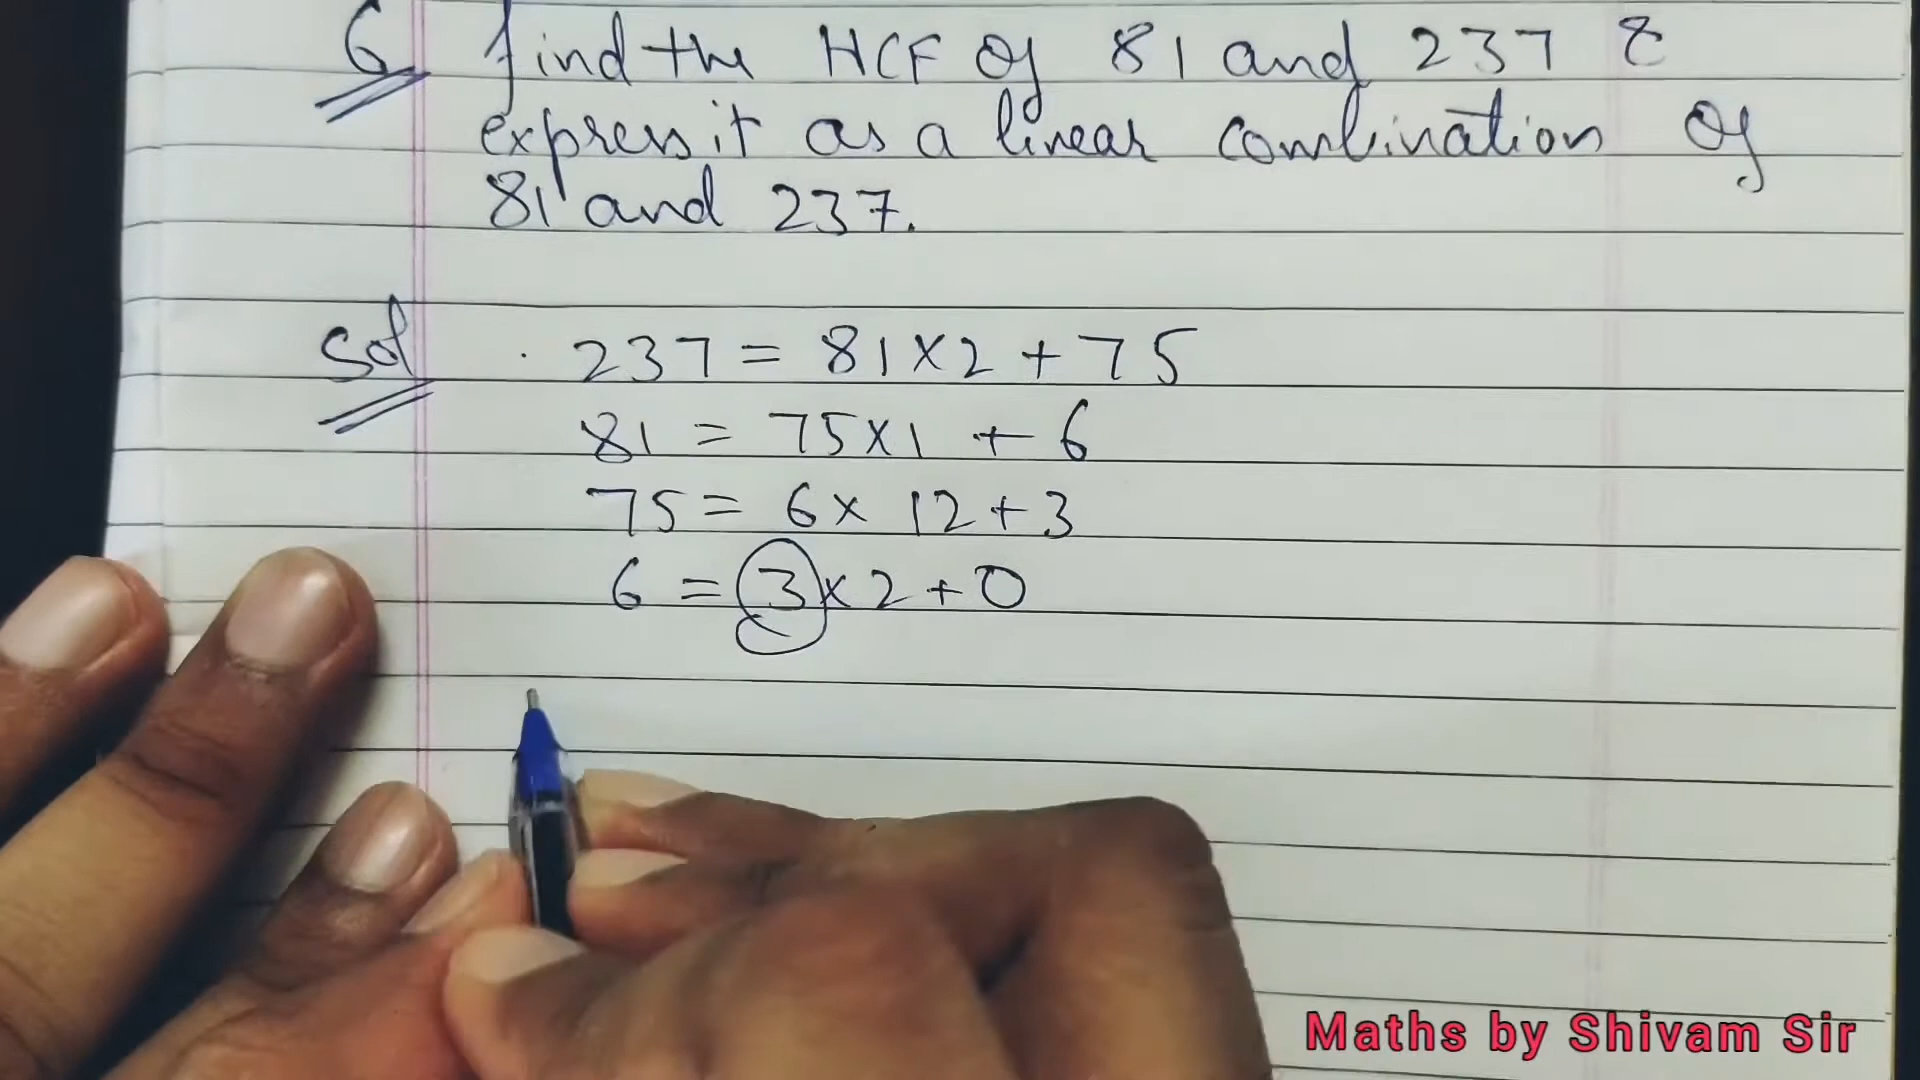 6 find the HCF Of 81 and 237 &
express it as a linear combination Of
81 and 237.
Sol . 237 = 81 x 2 + 75
81 = 75 x 1 + 6
75 = 6 x 12 + 3
6 = 3 x 2 + 0
Maths by Shivam Sir